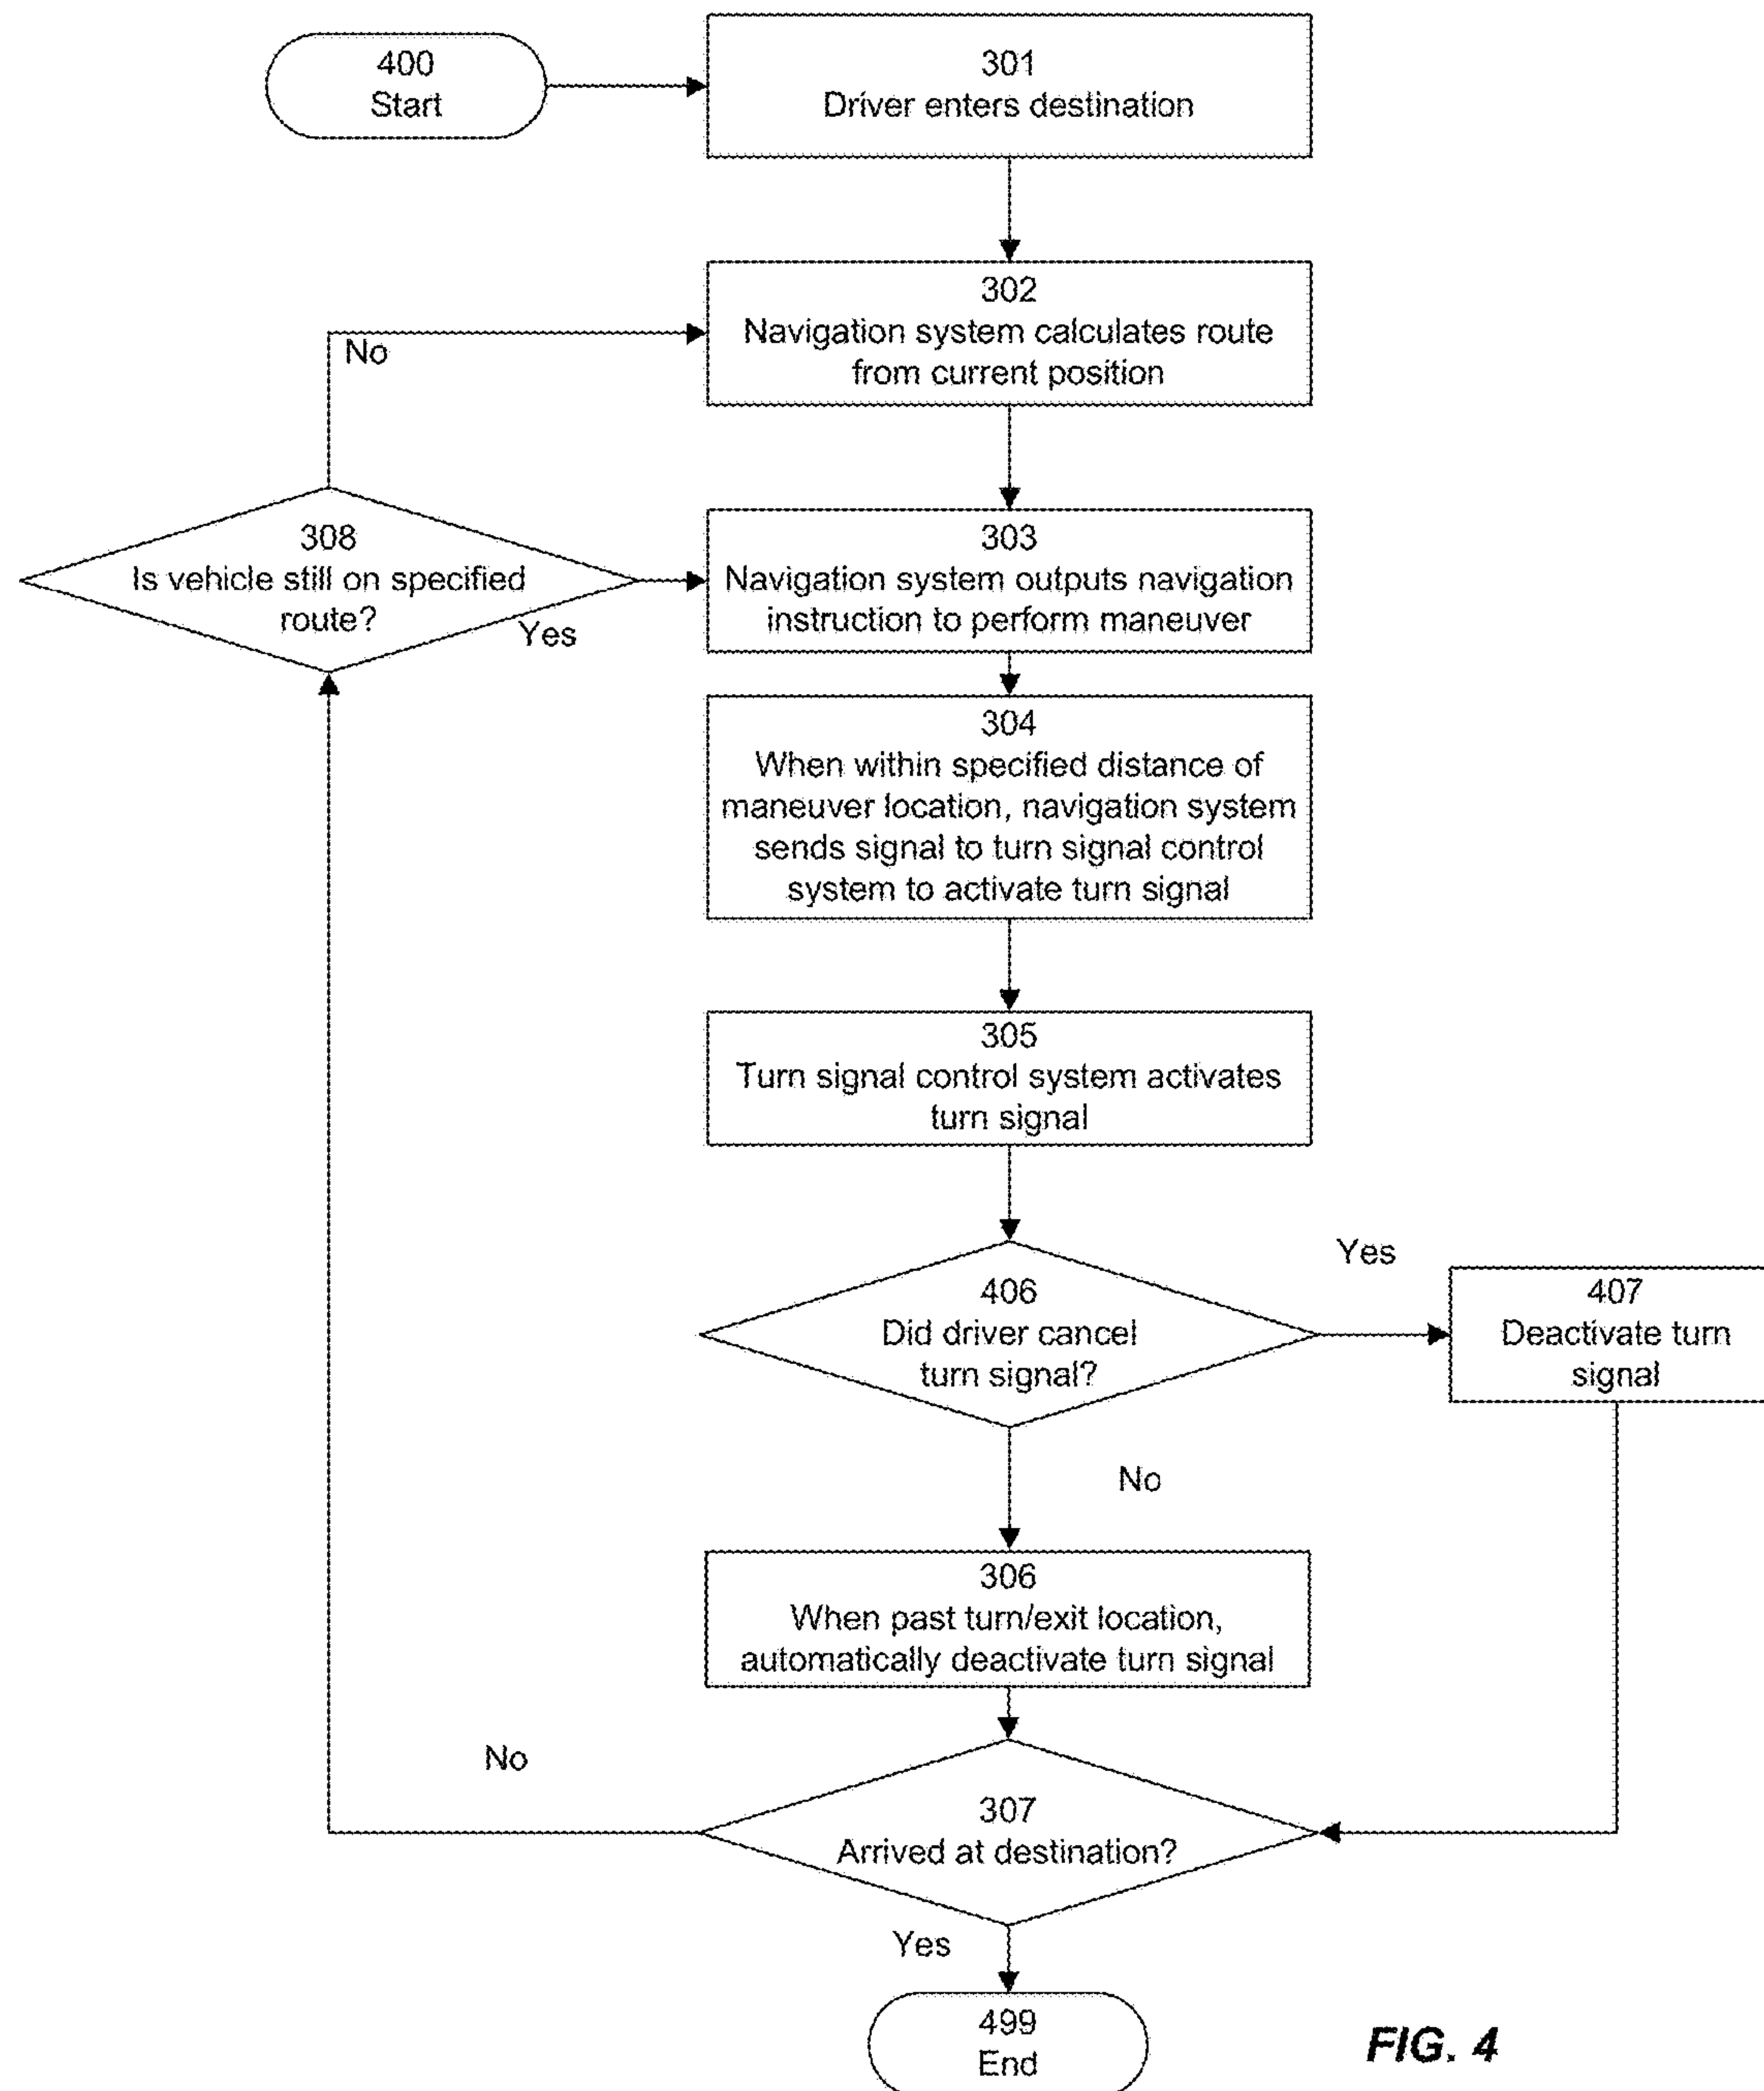 400
Start
301
Driver enters destination
302
Navigation system calculates route
from current position
No
308
Is vehicle still on specified
route?
Yes
303
Navigation system outputs navigation
instruction to perform maneuver
304
When within specified distance of
maneuver location, navigation system
sends signal to turn signal control
system to activate turn signal
305
Turn signal control system activates
turn signal
406
Did driver cancel
turn signal?
Yes
407
Deactivate turn
signal
No
306
When past turn/exit location,
automatically deactivate turn signal
No
307
Arrived at destination?
Yes
499
End
FIG. 4